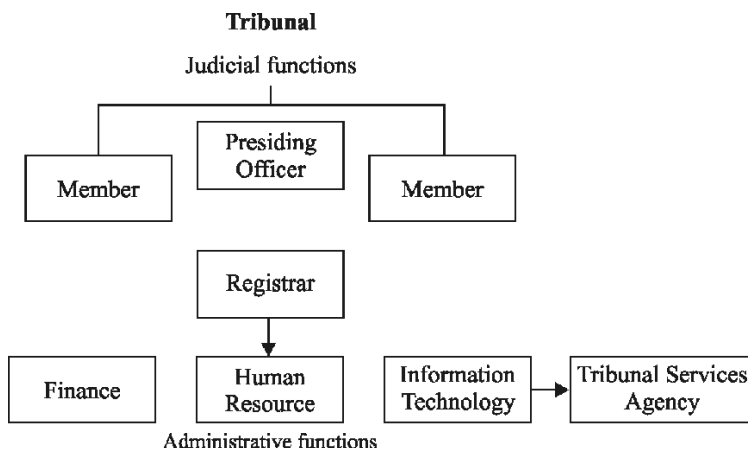 Tribunal
Judicial functions
Presiding
Officer
Member
Member
Registrar
Finance
Human
Resource
Information
Technology
Tribunal Services
Agency
Administrative functions